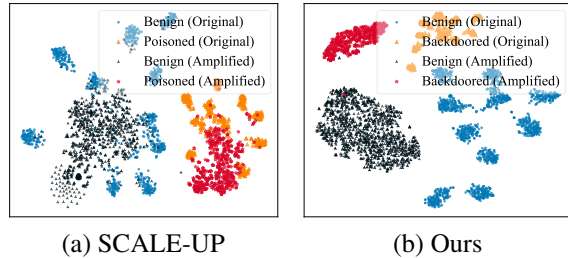 Benign (Original)
Poisoned (Original)
Benign (Amplified)
Poisoned (Amplified)
(a) SCALE-UP
Benign (Original)
Backdoored (Original)
Benign (Amplified)
Backdoored (Amplified)
(b) Ours